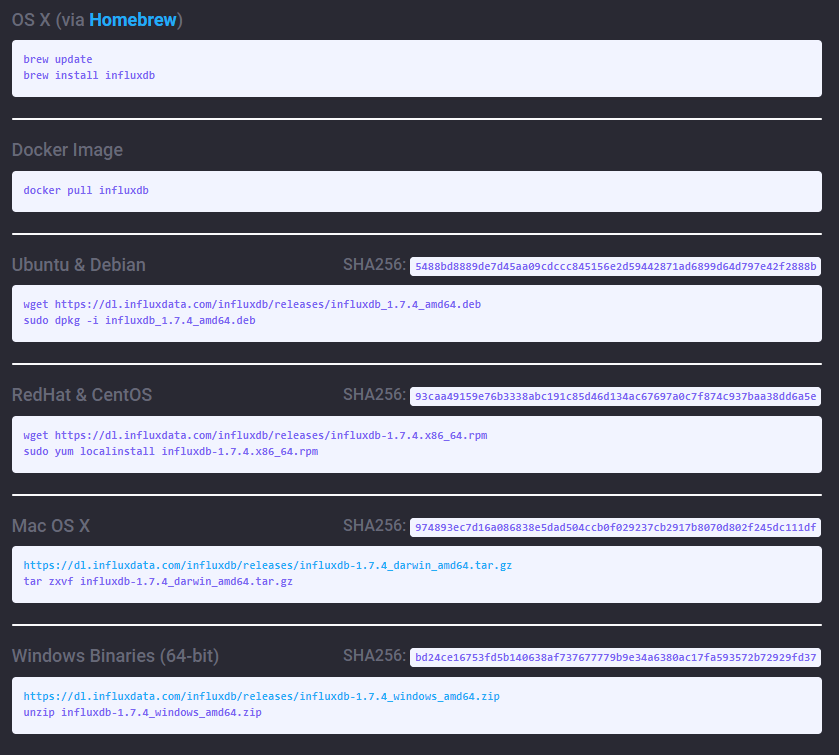 OS X (via Homebrew)
brew update
brew install influxdb
Docker Image
docker pull influxdb
Ubuntu & Debian SHA256: 5488bd8889de7d45aa09cdccc845156e2d59442871ad6899d64d797e42f2888b
wget https://dl.influxdata.com/influxdb/releases/influxdb_1.7.4_amd64.deb
sudo dpkg -i influxdb_1.7.4_amd64.deb
RedHat & CentOS SHA256: 93caa49159e76b3338abc191c85d46d134ac67697a0c7f874c937baa38dd6a5e
wget https://dl.influxdata.com/influxdb/releases/influxdb-1.7.4.x86_64.rpm
sudo yum localinstall influxdb-1.7.4.x86_64.rpm
Mac OS X SHA256: 974893ec7d16a086838e5dad504ccb0f029237cb2917b8070d802f245dc111df
https://dl.influxdata.com/influxdb/releases/influxdb-1.7.4_darwin_amd64.tar.gz
tar zxvf influxdb-1.7.4_darwin_amd64.tar.gz
Windows Binaries (64-bit) SHA256: bd24ce16753fd5b140638af737677779b9e34a6380ac17fa593572b72929fd37
https://dl.influxdata.com/influxdb/releases/influxdb-1.7.4_windows_amd64.zip
unzip influxdb-1.7.4_windows_amd64.zip